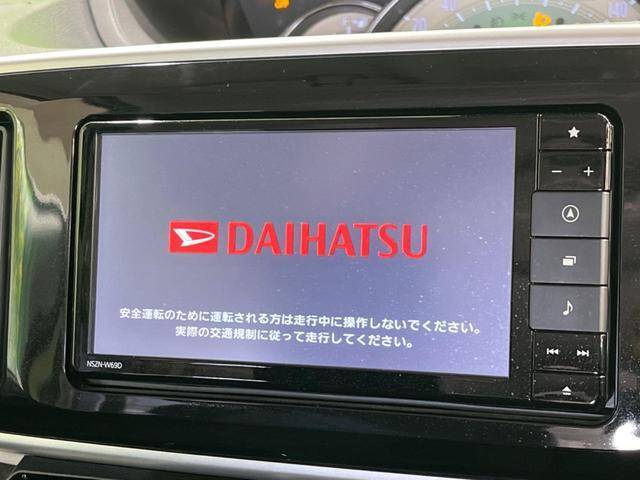 DAIHATSU
安全運転のために運転される方は走行中に操作しないでください。
実際の交通規制に従って走行してください。
NSZN-W69D